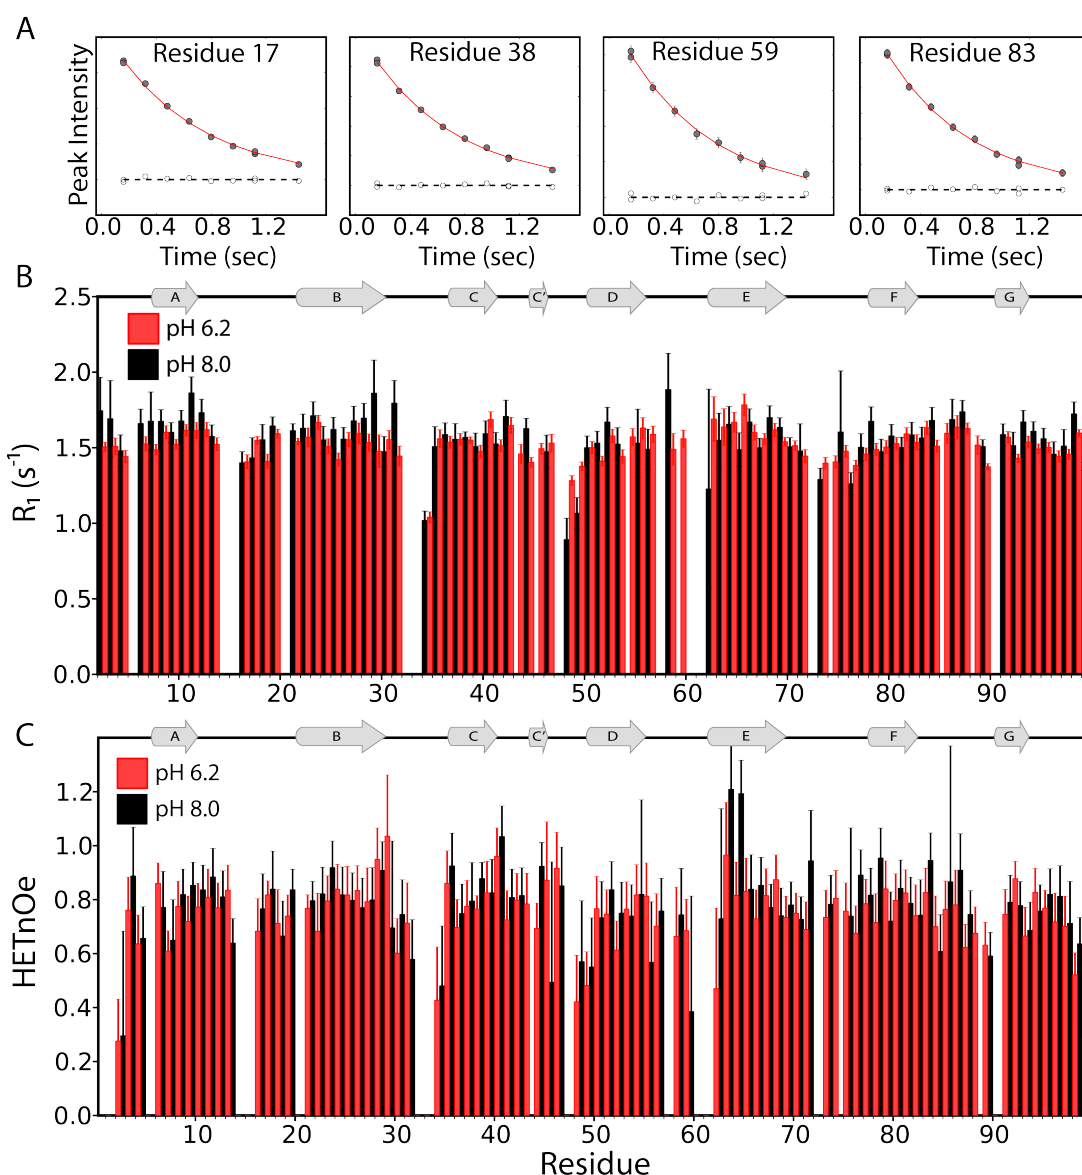 A
Residue 17 Residue 38 Residue 59 Residue 83
Peak Intensity
0.0 0.4 0.8 1.2 0.0 0.4 0.8 1.2 0.0 0.4 0.8 1.2 0.0 0.4 0.8 1.2
Time (sec) Time (sec) Time (sec) Time (sec)
B
A B C C' D E F G
pH 6.2
pH 8.0
R₁ (s⁻¹)
2.5
2.0
1.5
1.0
0.5
0.0
10 20 30 40 50 60 70 80 90
C
A B C C' D E F G
pH 6.2
pH 8.0
HETnOe
1.2
1.0
0.8
0.6
0.4
0.2
0.0
10 20 30 40 50 60 70 80 90
Residue